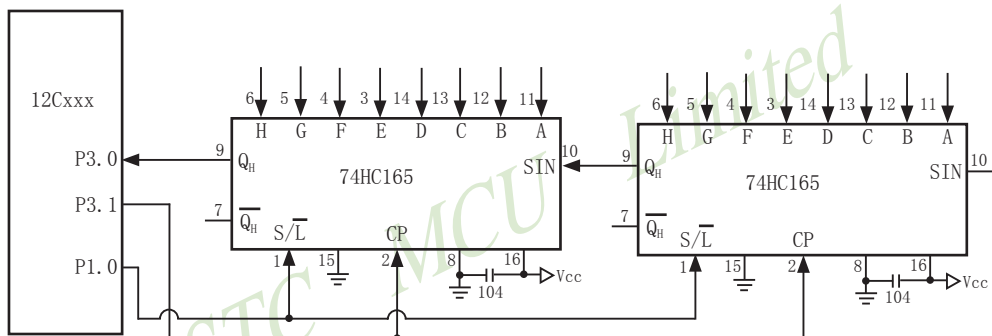 12Cxxx
P3.0
P3.1
P1.0
6 5 4 3 14 13 12 11
H G F E D C B A
9 QH
74HC165
SIN 10
7 QH
S/L
CP
1 15 2 8 16
104
Vcc
6 5 4 3 14 13 12 11
H G F E D C B A
9 QH
74HC165
SIN 10
7 QH
S/L
CP
1 15 2 8 16
104
Vcc
STC MCU Limited